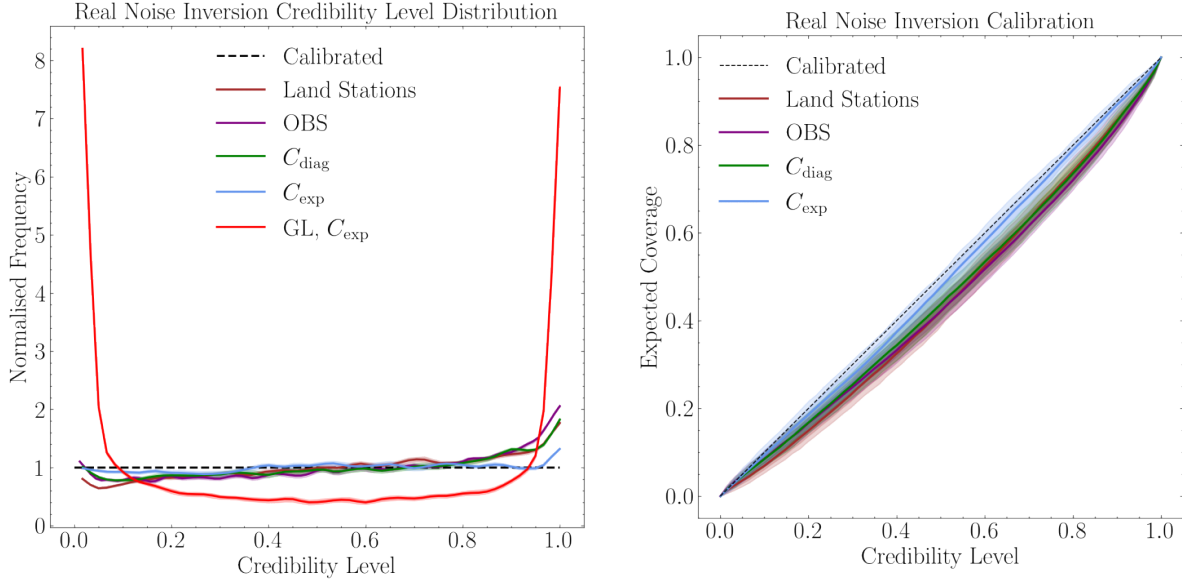 Real Noise Inversion Credibility Level Distribution
Normalised Frequency
8
7
6
5
4
3
2
1
0
Calibrated
Land Stations
OBS
C_diag
C_exp
GL, C_exp
0.0 0.2 0.4 0.6 0.8 1.0
Credibility Level
Real Noise Inversion Calibration
Expected Coverage
1.0
0.8
0.6
0.4
0.2
0.0
Calibrated
Land Stations
OBS
C_diag
C_exp
0.0 0.2 0.4 0.6 0.8 1.0
Credibility Level